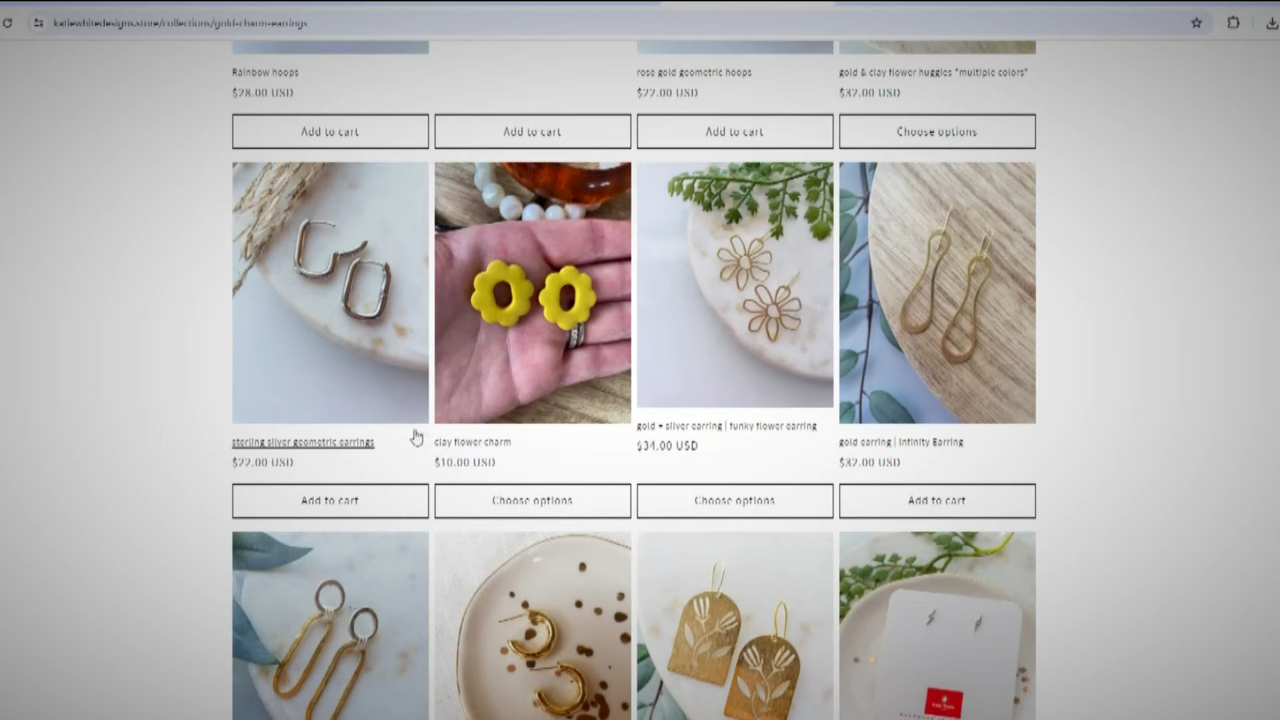 katiewhitedesigns.store/collections/gold-charm-earrings
Rainbow hoops
$28.00 USD
rose gold geometric hoops
$22.00 USD
gold & clay flower huggies "multiple colors"
$32.00 USD
Add to cart
Add to cart
Add to cart
Choose options
sterling silver geometric earrings
$22.00 USD
clay flower charm
$10.00 USD
gold + silver earring | funky flower earring
$34.00 USD
gold earring | Infinity Earring
$32.00 USD
Add to cart
Choose options
Choose options
Add to cart